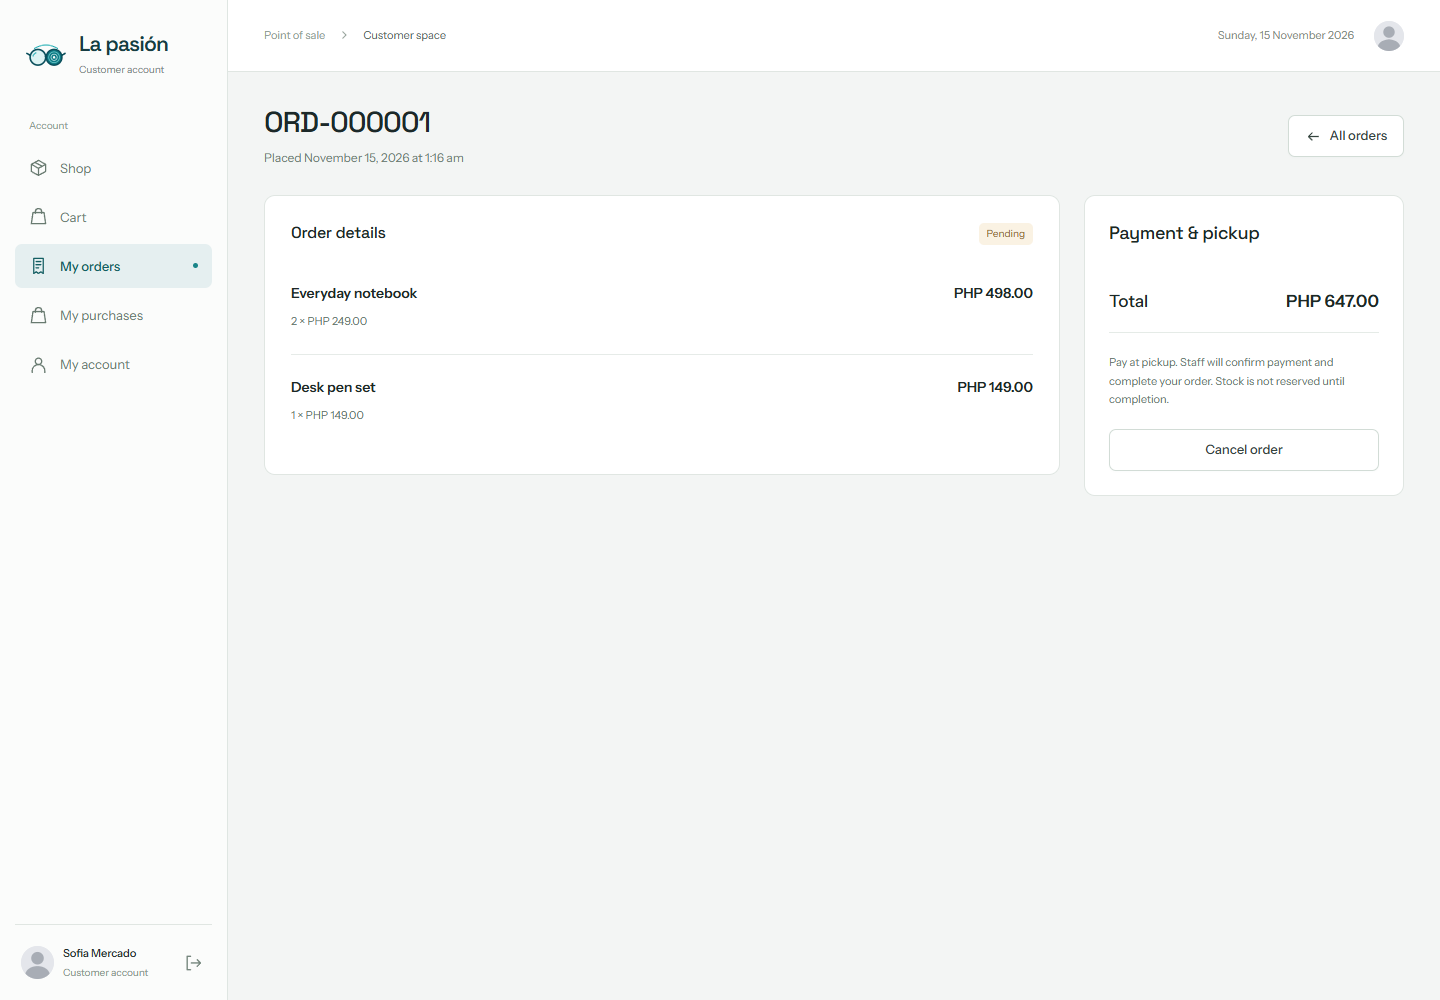 La pasión
Customer account
Account
Shop
Cart
My orders
My purchases
My account
Sofia Mercado
Customer account
Point of sale
Customer space
Sunday, 15 November 2026
ORD-000001
Placed November 15, 2026 at 1:16 am
All orders
Order details
Pending
Everyday notebook
PHP 498.00
2 × PHP 249.00
Desk pen set
PHP 149.00
1 × PHP 149.00
Payment & pickup
Total
PHP 647.00
Pay at pickup. Staff will confirm payment and
complete your order. Stock is not reserved until
completion.
Cancel order